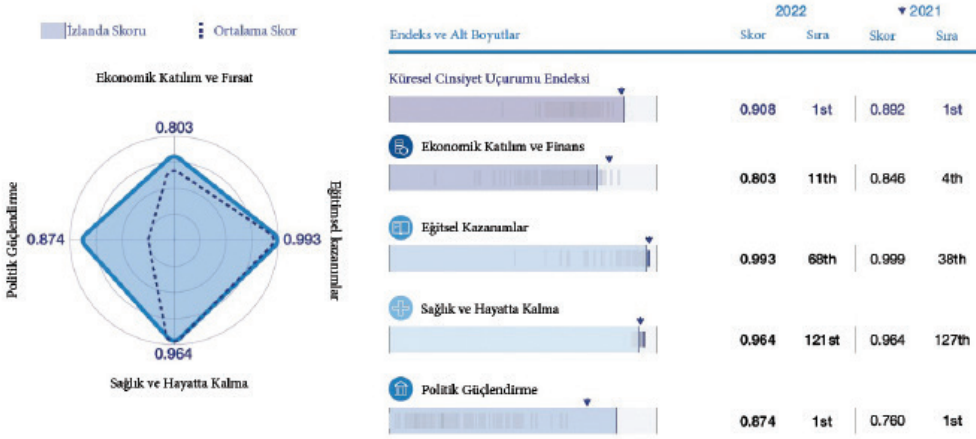 İzlanda Skoru
Ortalama Skor
Ekonomik Katılım ve Fırsat
0.803
Politik Güçlendirme
0.874
0.993
Eğitimsel kazanımlar
0.964
Sağlık ve Hayatta Kalma
2022 2021
Endeks ve Alt Boyutlar Skor Sıra Skor Sıra
Küresel Cinsiyet Uçurumu Endeksi
0.908 1st 0.892 1st
Ekonomik Katılım ve Finans
0.803 11th 0.846 4th
Eğitsel Kazanımlar
0.993 68th 0.999 38th
Sağlık ve Hayatta Kalma
0.964 121st 0.964 127th
Politik Güçlendirme
0.874 1st 0.760 1st